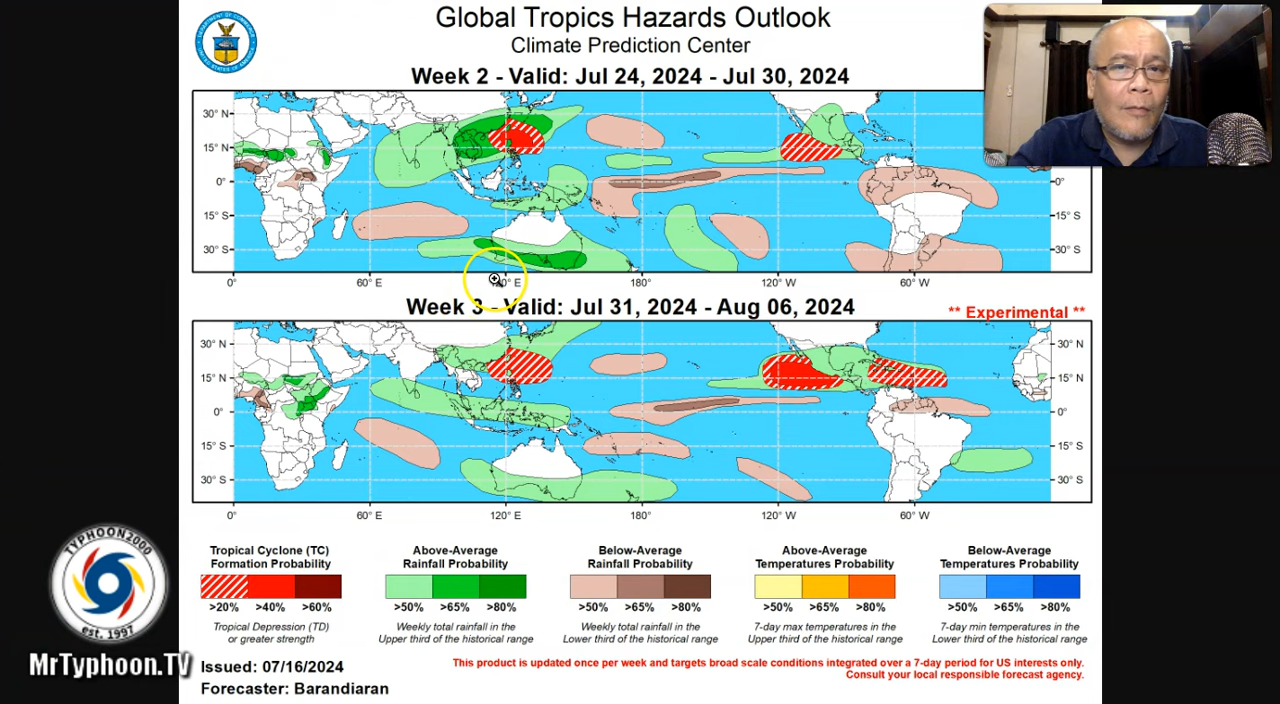 Global Tropics Hazards Outlook
Climate Prediction Center
Week 2 - Valid: Jul 24, 2024 - Jul 30, 2024
30° N
15° N
0°
15° S
30° S
15° S
30° S
0°
60° E
120° E
180°
120° W
60° W
Week 3 - Valid: Jul 31, 2024 - Aug 06, 2024
** Experimental **
30° N
15° N
0°
15° S
30° S
30° N
15° N
0°
15° S
30° S
0°
60° E
120° E
180°
120° W
60° W
Tropical Cyclone (TC)
Formation Probability
>20% >40% >60%
Tropical Depression (TD)
or greater strength
Above-Average
Rainfall Probability
>50% >65% >80%
Weekly total rainfall in the
Upper third of the historical range
Below-Average
Rainfall Probability
>50% >65% >80%
Weekly total rainfall in the
Lower third of the historical range
Above-Average
Temperatures Probability
>50% >65% >80%
7-day max temperatures in the
Upper third of the historical range
Below-Average
Temperatures Probability
>50% >65% >80%
7-day min temperatures in the
Lower third of the historical range
Issued: 07/16/2024
Forecaster: Barandiaran
This product is updated once per week and targets broad scale conditions integrated over a 7-day period for US interests only.
Consult your local responsible forecast agency.
TYPHOON2000
est. 1997
MrTyphoon.TV